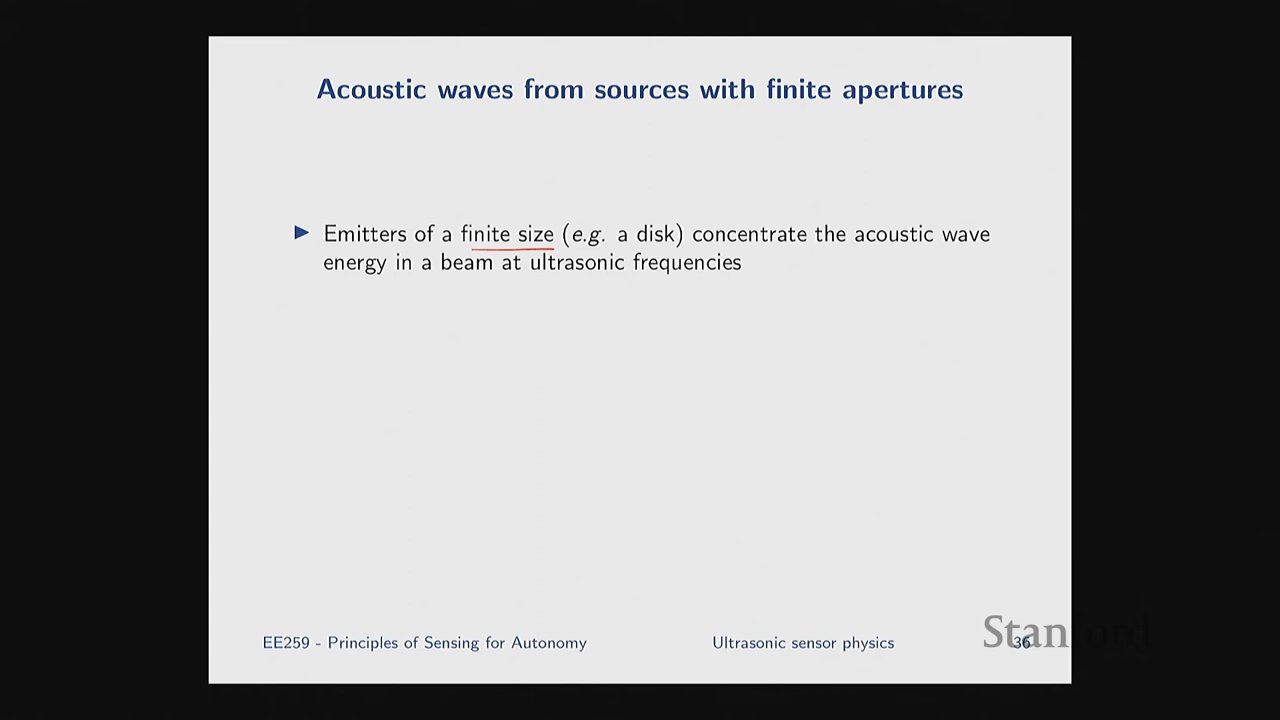 Acoustic waves from sources with finite apertures
▶ Emitters of a finite size (e.g. a disk) concentrate the acoustic wave
energy in a beam at ultrasonic frequencies
EE259 - Principles of Sensing for Autonomy
Ultrasonic sensor physics
36
Stanford